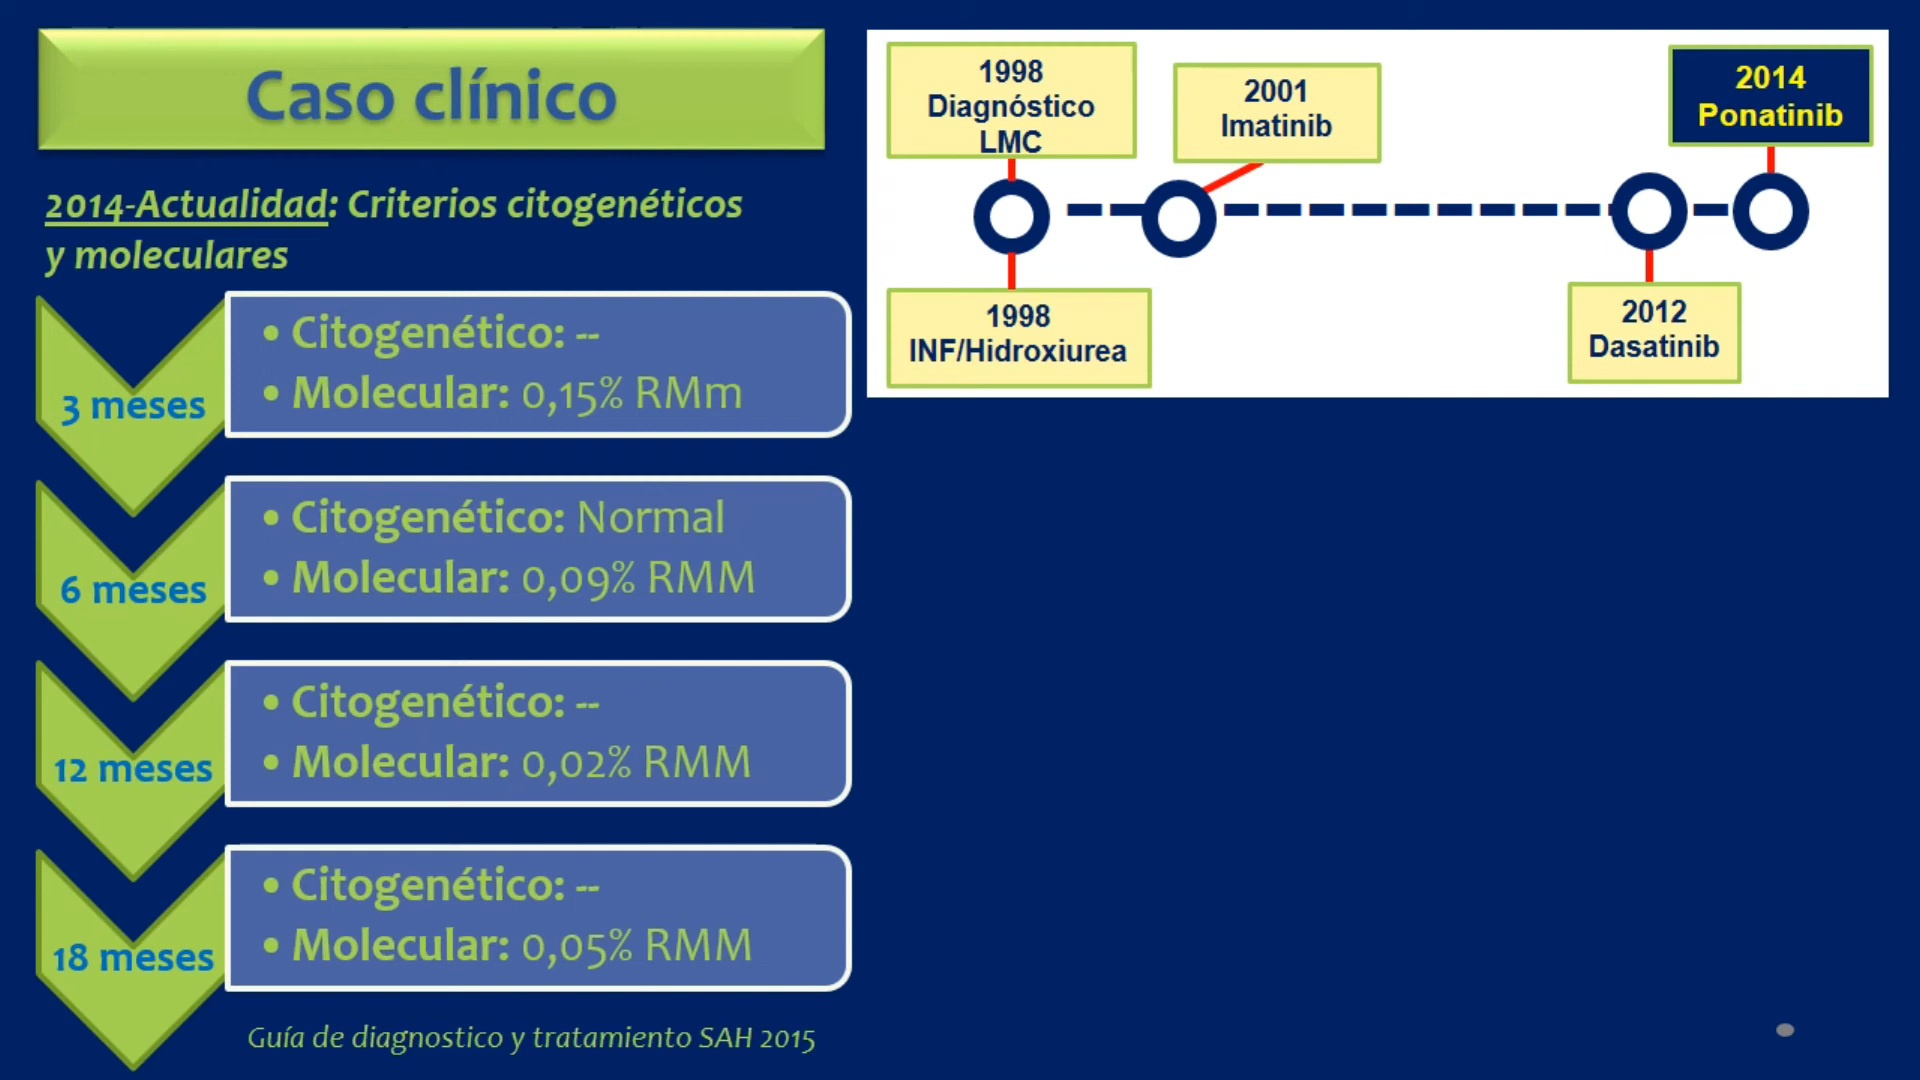 Caso clínico
2014-Actualidad: Criterios citogenéticos
y moleculares
3 meses
• Citogenético: --
• Molecular: 0,15% RMm
6 meses
• Citogenético: Normal
• Molecular: 0,09% RMM
12 meses
• Citogenético: --
• Molecular: 0,02% RMM
18 meses
• Citogenético: --
• Molecular: 0,05% RMM
Guía de diagnostico y tratamiento SAH 2015
1998
Diagnóstico
LMC
2001
Imatinib
2014
Ponatinib
1998
INF/Hidroxiurea
2012
Dasatinib